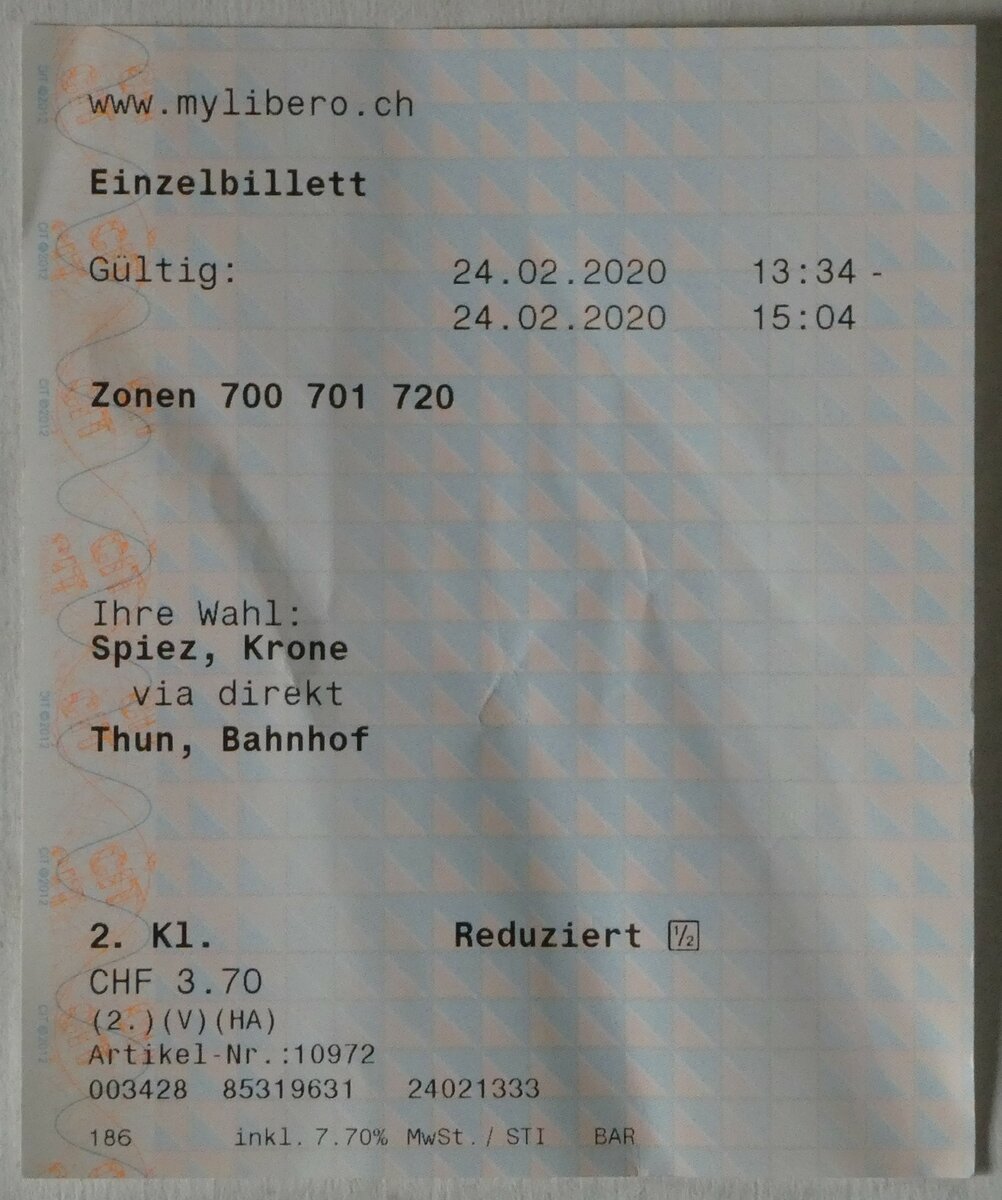 www.mylibero.ch
Einzelbillett
Gültig: 24.02.2020 13:34 -
24.02.2020 15:04
Zonen 700 701 720
Ihre Wahl:
Spiez, Krone
via direkt
Thun, Bahnhof
2. Kl. Reduziert 1/2
CHF 3.70
(2.)(V)(HA)
Artikel-Nr.:10972
003428 85319631 24021333
186 inkl. 7.70% MwSt./ STI BAR